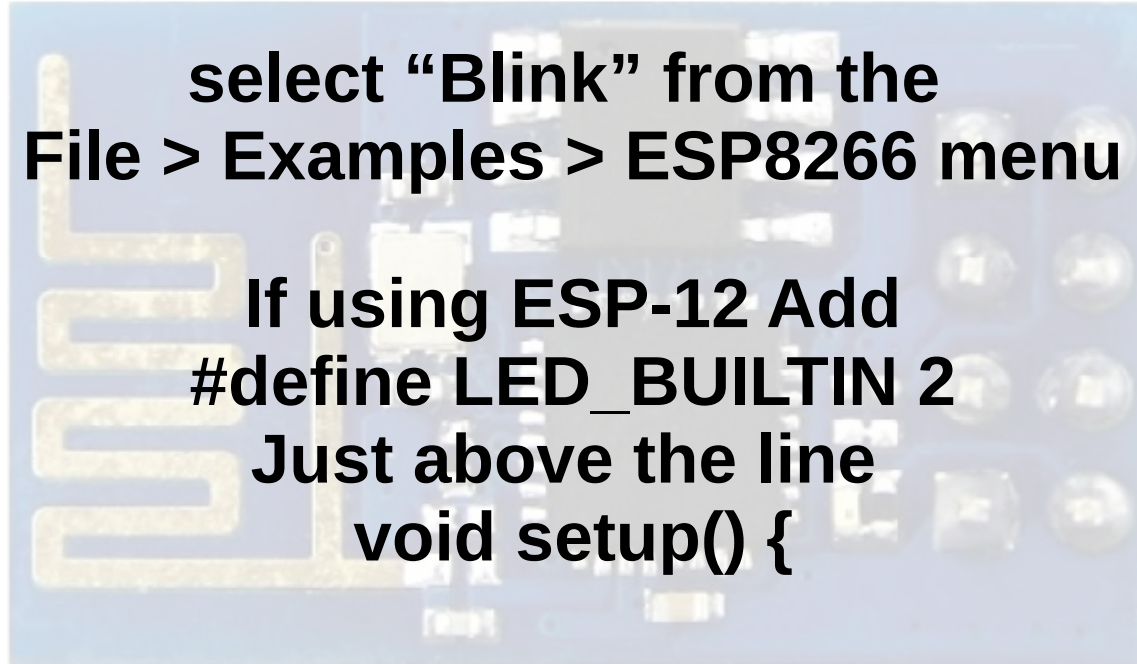 select “Blink” from the
File > Examples > ESP8266 menu
If using ESP-12 Add
#define LED_BUILTIN 2
Just above the line
void setup() {